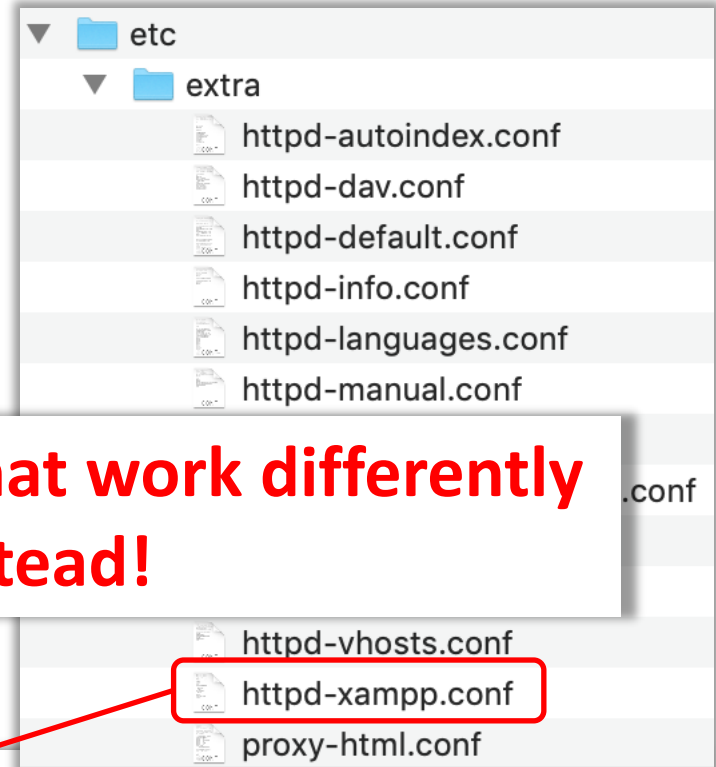 etc
extra
httpd-autoindex.conf
httpd-dav.conf
httpd-default.conf
httpd-info.conf
httpd-languages.conf
httpd-manual.conf
at work differently
.conf
tead!
httpd-vhosts.conf
httpd-xampp.conf
proxy-html.conf